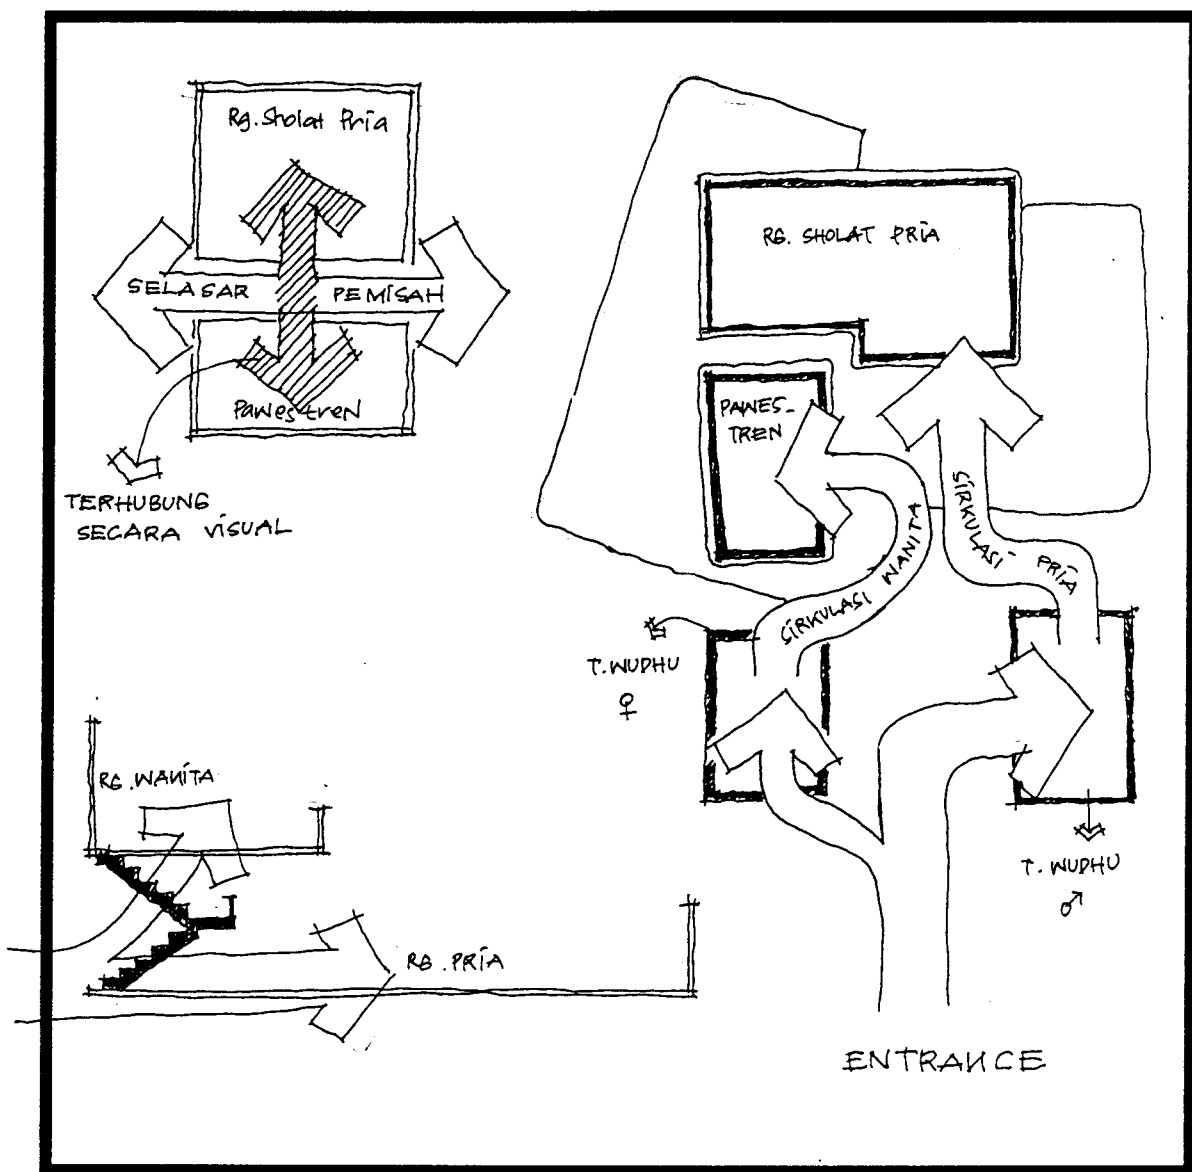 Rg. Sholat Pria
SELASAR PEMISAH
Pawestren
TERHUBUNG
SECARA VISUAL
RG. SHOLAT PRIA
PAWES-
TREN
SIRKULASI WANITA
SIRKULASI PRIA
T. WUDHU
♀
T. WUDHU
♂
RG. WANITA
RG. PRIA
ENTRANCE